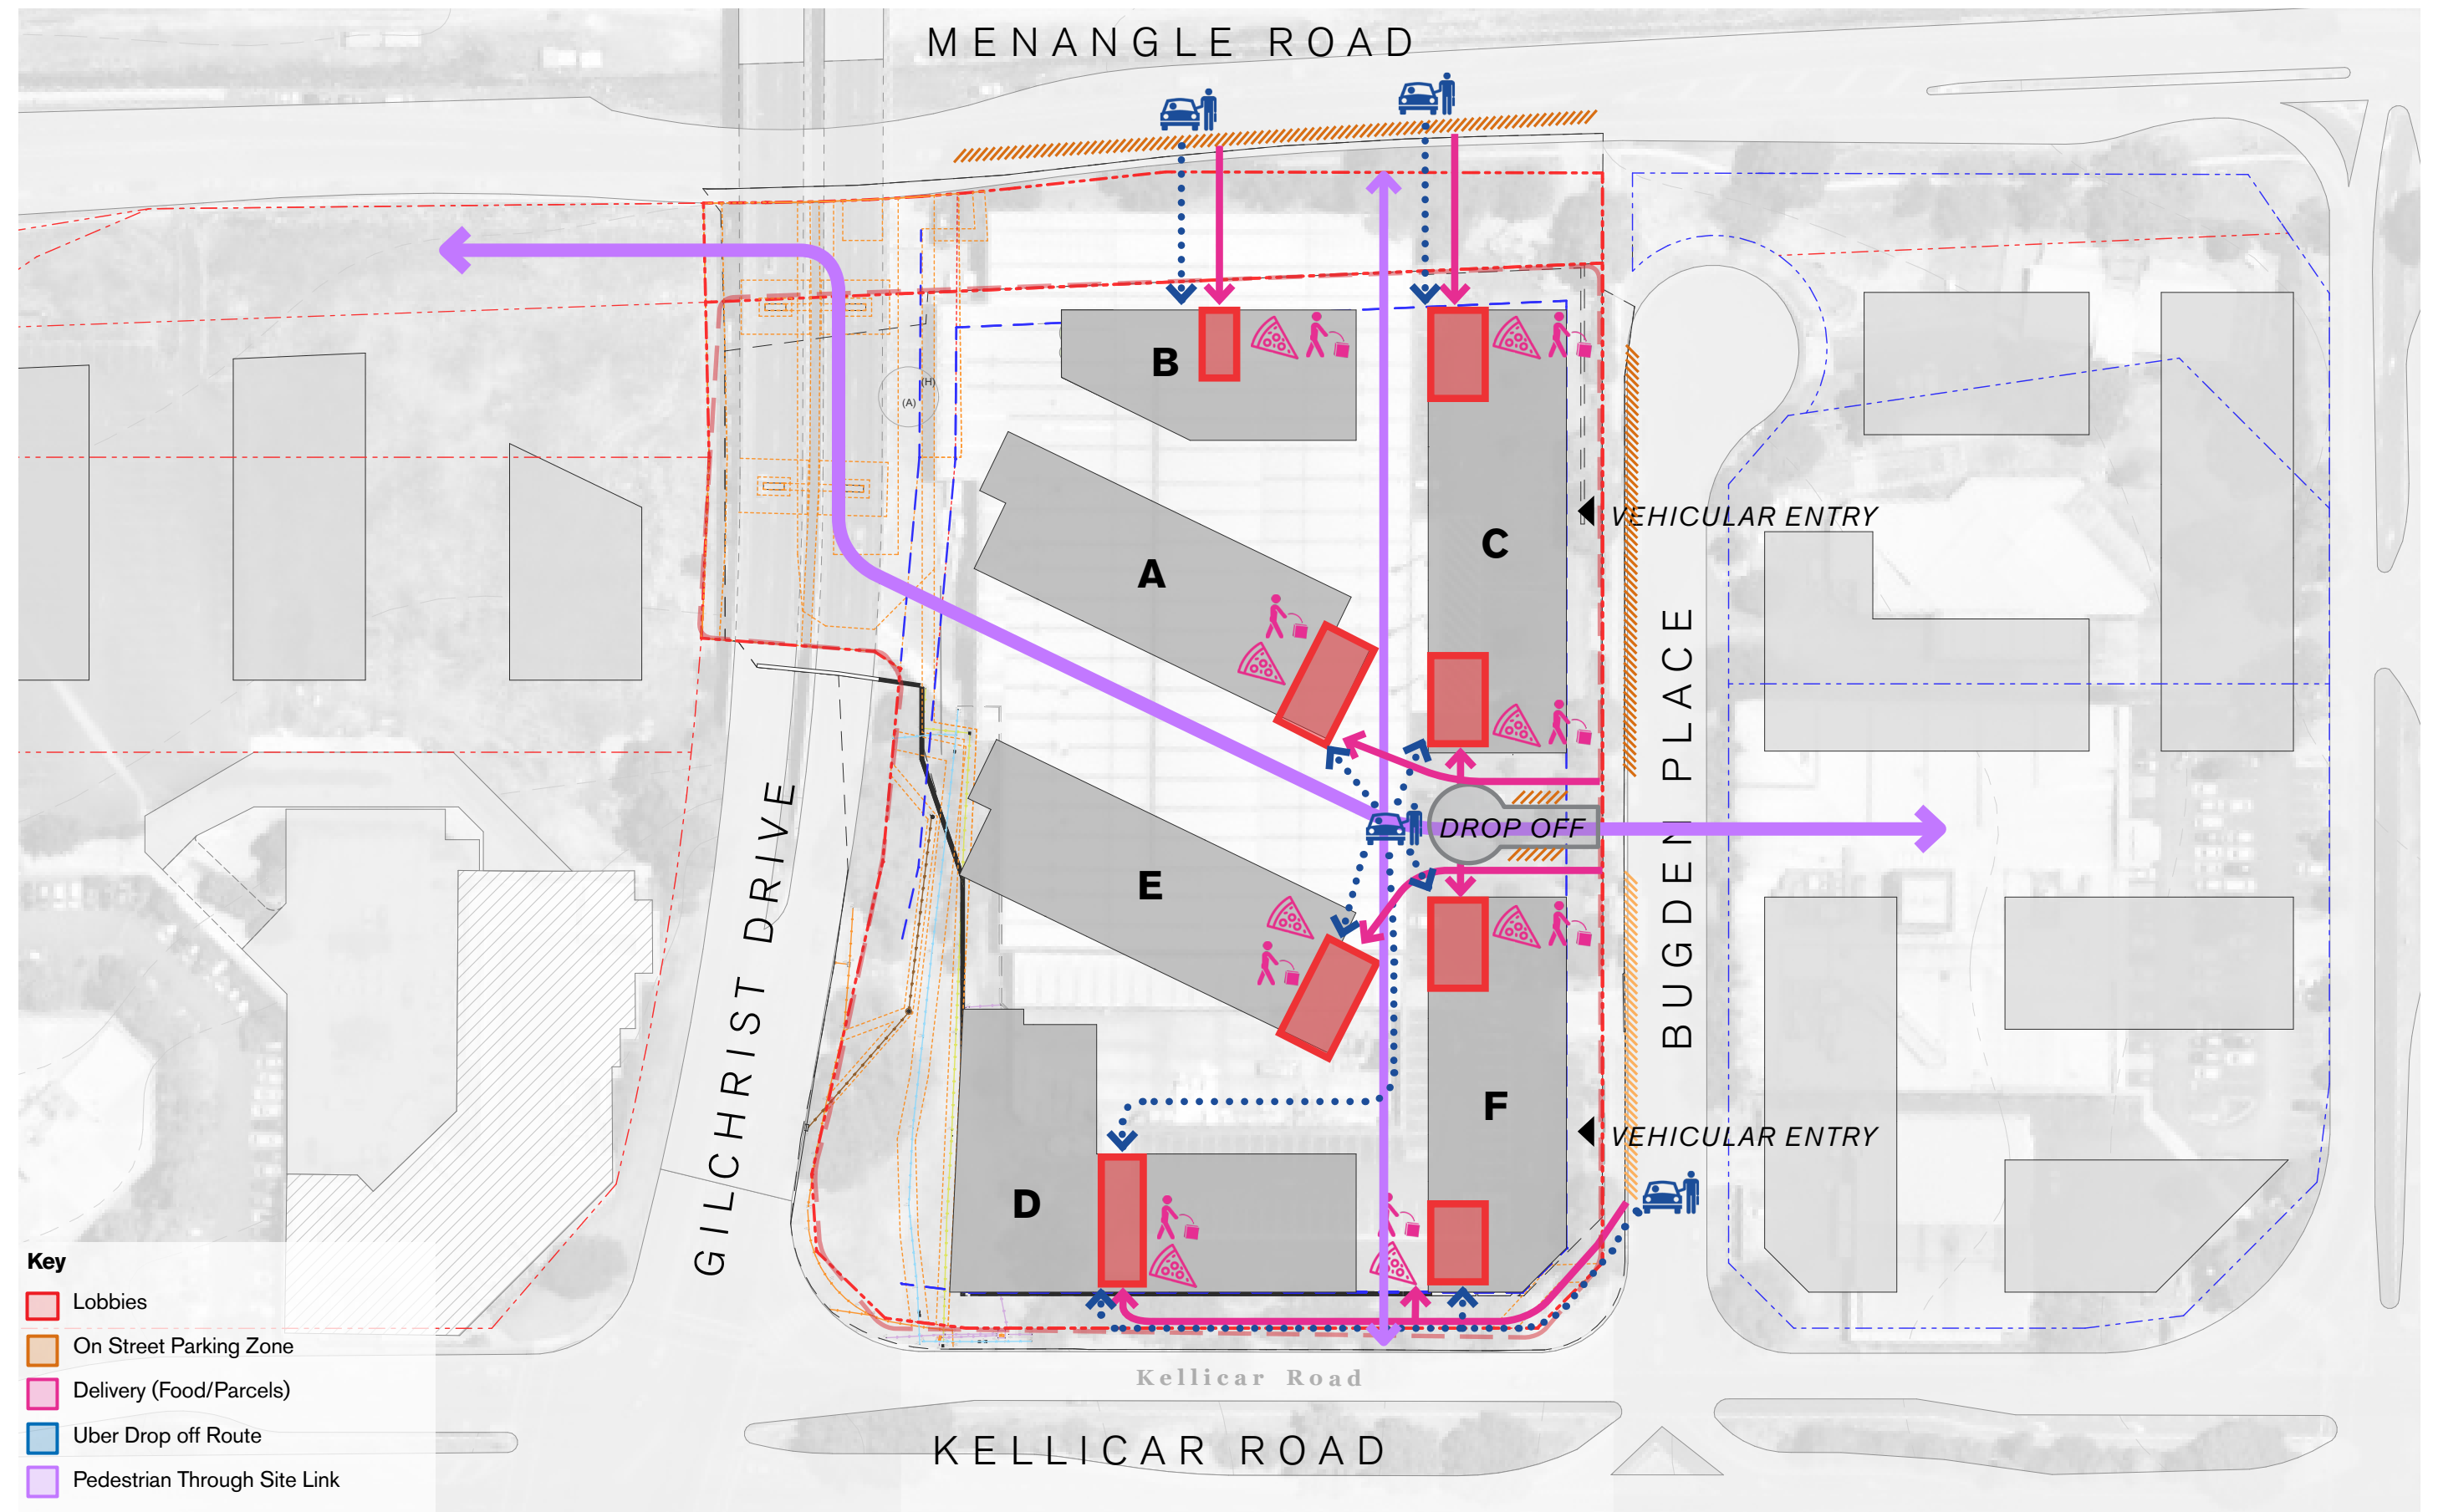 MENANGLE ROAD
B
C
(H)
(A)
VEHICULAR ENTRY
A
BUGDEN PLACE
DROP OFF
E
GILCHRIST DRIVE
F
VEHICULAR ENTRY
D
Key
Lobbies
On Street Parking Zone
Delivery (Food/Parcels)
Uber Drop off Route
Pedestrian Through Site Link
Kellicar Road
KELLICAR ROAD